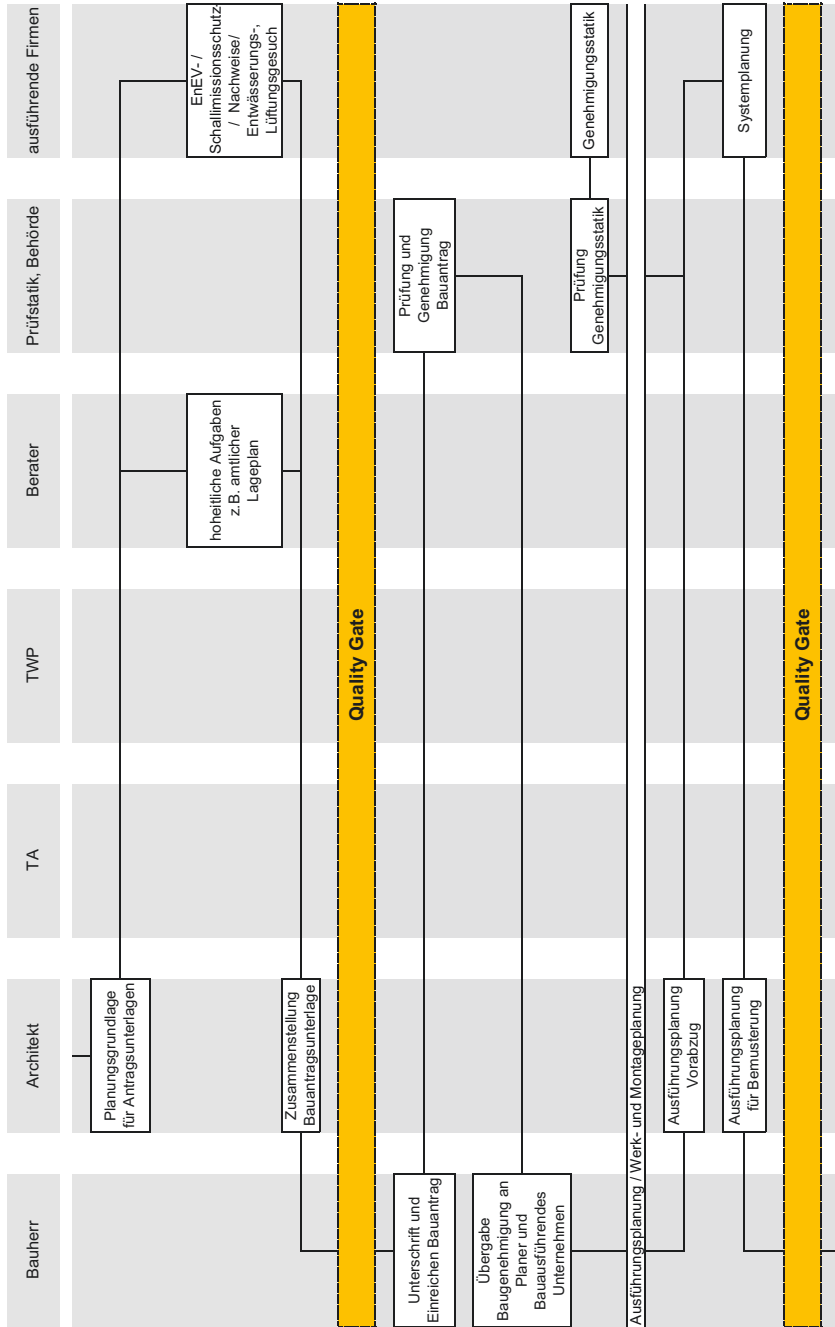 Bauherr
Architekt
TA
TWP
Berater
Prüfstatik, Behörde
ausführende Firmen
Planungsgrundlage
für Antragsunterlagen
hoheitliche Aufgaben
z.B. amtlicher
Lageplan
EnEV- /
Schallimissionsschutz-
/ Nachweise/
Entwässerungs-,
Lüftungsgesuch
Zusammenstellung
Bauantragsunterlage
Quality Gate
Unterschrift und
Einreichen Bauantrag
Prüfung und
Genehmigung
Bauantrag
Übergabe
Baugenehmigung an
Planer und
Bauausführendes
Unternehmen
Prüfung
Genehmigungsstatik
Genehmigungsstatik
Ausführungsplanung / Werk- und Montageplanung
Ausführungsplanung
Vorabzug
Ausführungsplanung
für Bemusterung
Systemplanung
Quality Gate